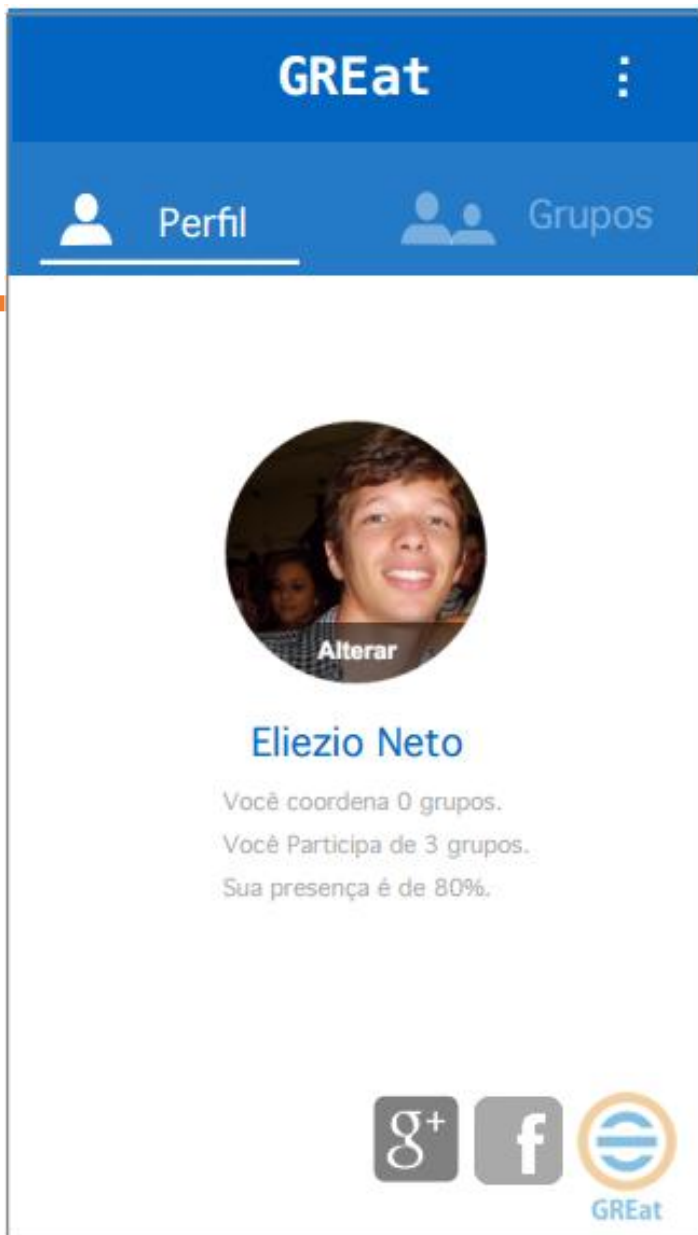 GREat
Perfil
Grupos
Alterar
Eliezio Neto
Você coordena 0 grupos.
Você Participa de 3 grupos.
Sua presença é de 80%.
g+ f
GREat